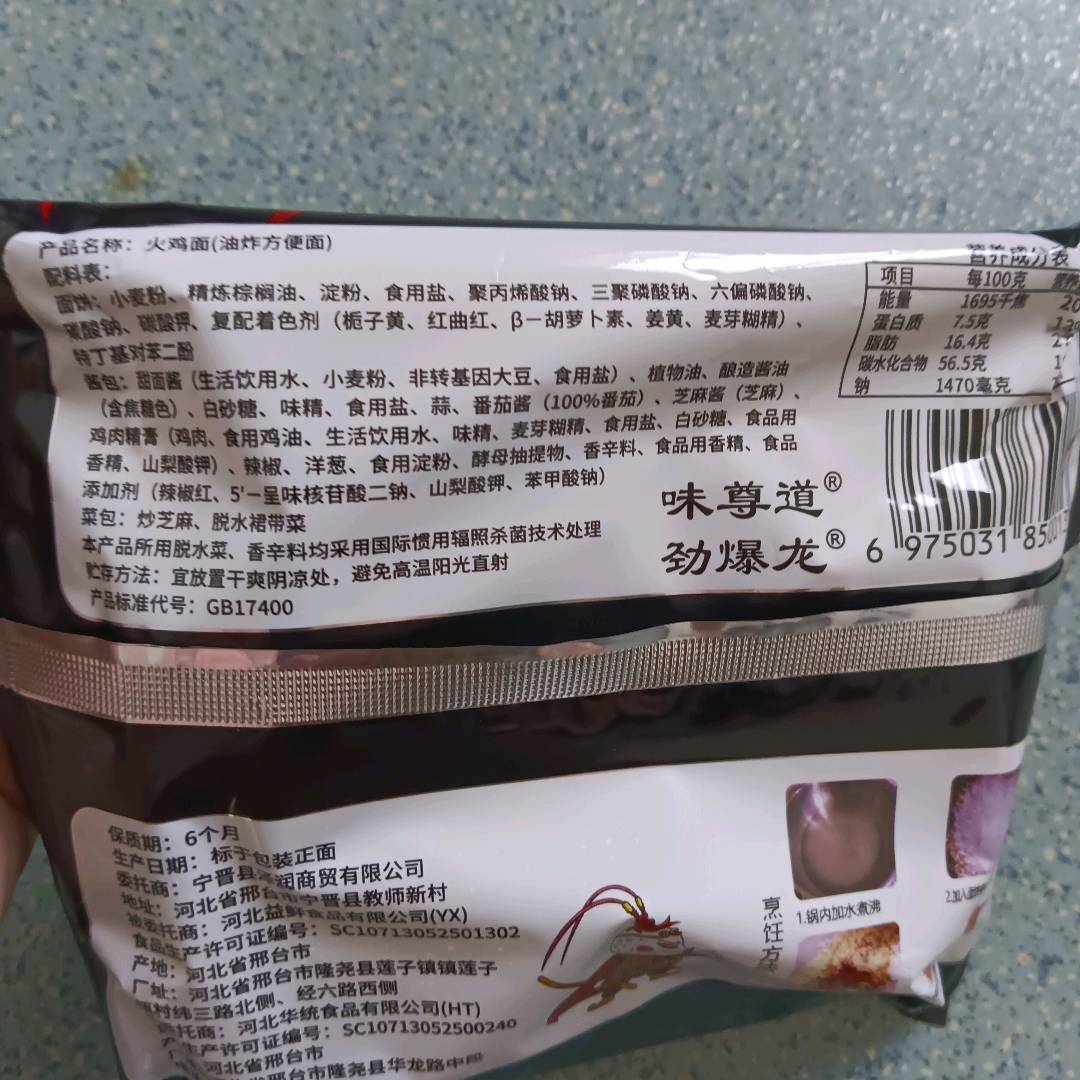 产品名称：火鸡面(油炸方便面)
配料表：
面饼：小麦粉、精炼棕榈油、淀粉、食用盐、聚丙烯酸钠、三聚磷酸钠、六偏磷酸钠、
碳酸钠、碳酸钾、复配着色剂（栀子黄、红曲红、β－胡萝卜素、姜黄、麦芽糊精）、
特丁基对苯二酚
酱包：甜面酱（生活饮用水、小麦粉、非转基因大豆、食用盐）、植物油、酿造酱油
（含焦糖色）、白砂糖、味精、食用盐、蒜、番茄酱（100%番茄）、芝麻酱（芝麻）、
鸡肉精膏（鸡肉、食用鸡油、生活饮用水、味精、麦芽糊精、食用盐、白砂糖、食品用
香精、山梨酸钾）、辣椒、洋葱、食用淀粉、酵母抽提物、香辛料、食品用香精、食品
添加剂（辣椒红、5'－呈味核苷酸二钠、山梨酸钾、苯甲酸钠）
菜包：炒芝麻、脱水裙带菜
本产品所用脱水菜、香辛料均采用国际惯用辐照杀菌技术处理
贮存方法：宜放置干爽阴凉处，避免高温阳光直射
产品标准代号：GB17400
营养成分表
项目 每100克
能量 1695千焦
蛋白质 7.5克
脂肪 16.4克
碳水化合物 56.5克
钠 1470毫克
味尊道®
劲爆龙®
6 975031 85001
保质期：6个月
生产日期：标于包装正面
委托商：宁晋县 润商贸有限公司
地址：河北省邢台市宁晋县教师新村
被委托商：河北益鲜食品有限公司(YX)
食品生产许可证编号：SC10713052501302
产地：河北省邢台市
厂址：河北省邢台市隆尧县莲子镇镇莲子
村纬三路北侧、经六路西侧
托商：河北华统食品有限公司(HT)
生产许可证编号：SC10713052500240
河北省邢台市
邢台市隆尧县华龙路中段
烹饪方
1.锅内加水煮沸
2.加入面